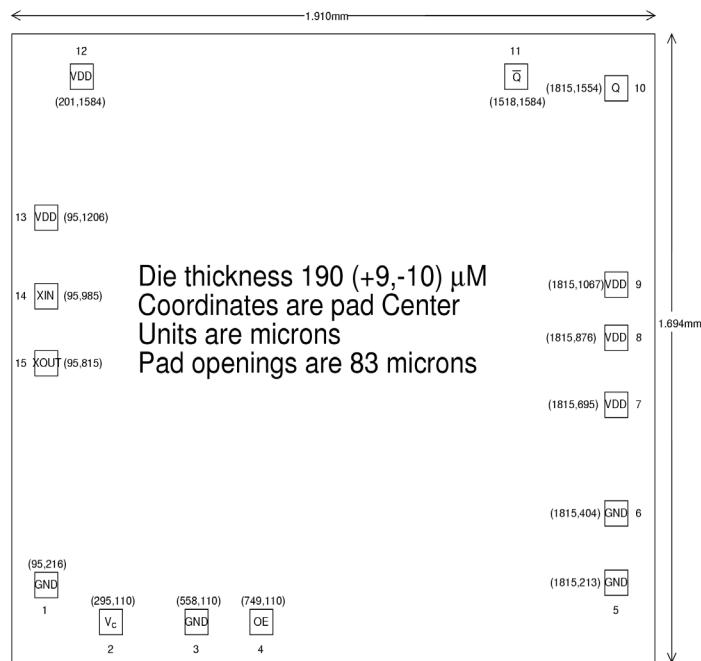 1.910mm
12
VDD
(201,1584)
11
Q̅
(1518,1584)
(1815,1554) Q 10
13 VDD (95,1206)
Die thickness 190 (+9,-10) μM
Coordinates are pad Center
Units are microns
Pad openings are 83 microns
14 XIN (95,985)
15 XOUT (95,815)
(1815,1067) VDD 9
1.694mm
(1815,876) VDD 8
(1815,695) VDD 7
(1815,404) GND 6
(1815,213) GND
5
(95,216)
GND
1
(295,110)
Vc
2
(558,110)
GND
3
(749,110)
OE
4